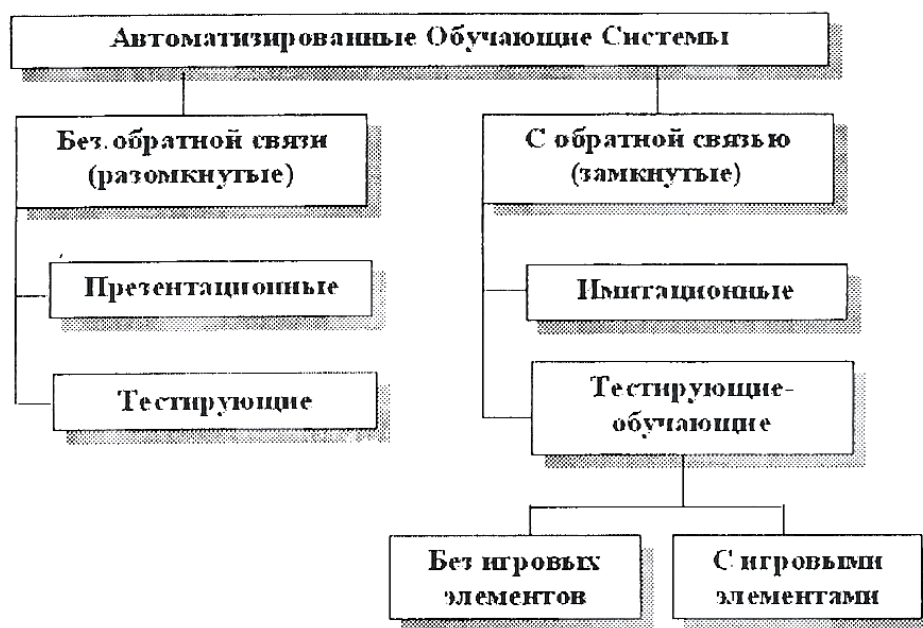 Автоматизированные Обучающие Системы
Без обратной связи
(разомкнутые)
С обратной связью
(замкнутые)
Презентационные
Имитационные
Тестирующие
Тестирующие-
обучающие
Без игровых
элементов
С игровыми
элементами